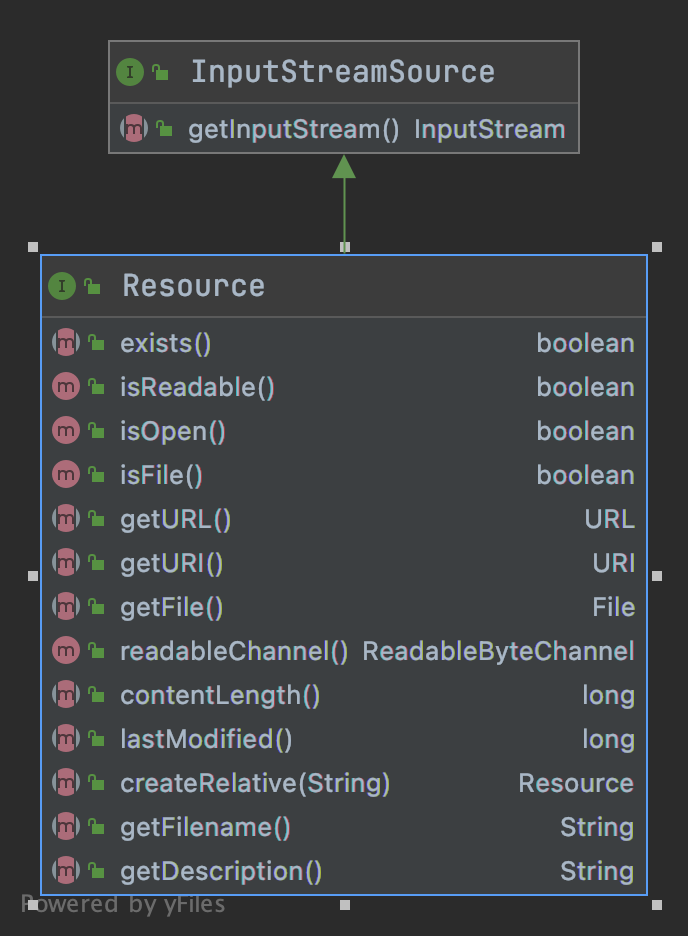 InputStreamSource
getInputStream() InputStream
Resource
exists() boolean
isReadable() boolean
isOpen() boolean
isFile() boolean
getURL() URL
getURI() URI
getFile() File
readableChannel() ReadableByteChannel
contentLength() long
lastModified() long
createRelative(String) Resource
getFilename() String
getDescription() String
Powered by yFiles